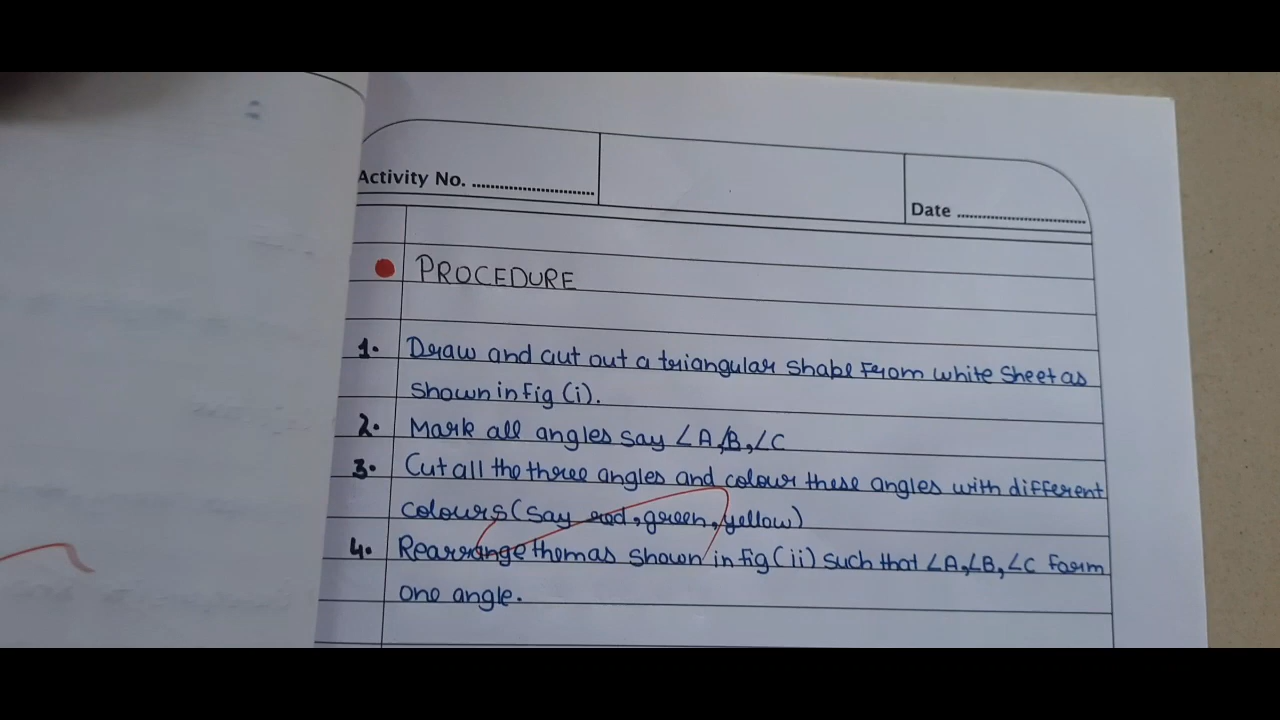 Activity No. ............................
Date ..............................
PROCEDURE
1. Draw and cut out a triangular shape from white sheet as
shown in fig (i).
2. Mark all angles say ∠A,∠B,∠C
3. Cut all the three angles and colour these angles with different
colours (say red, green, yellow)
4. Rearrange them as shown in fig (ii) such that ∠A,∠B,∠C form
one angle.